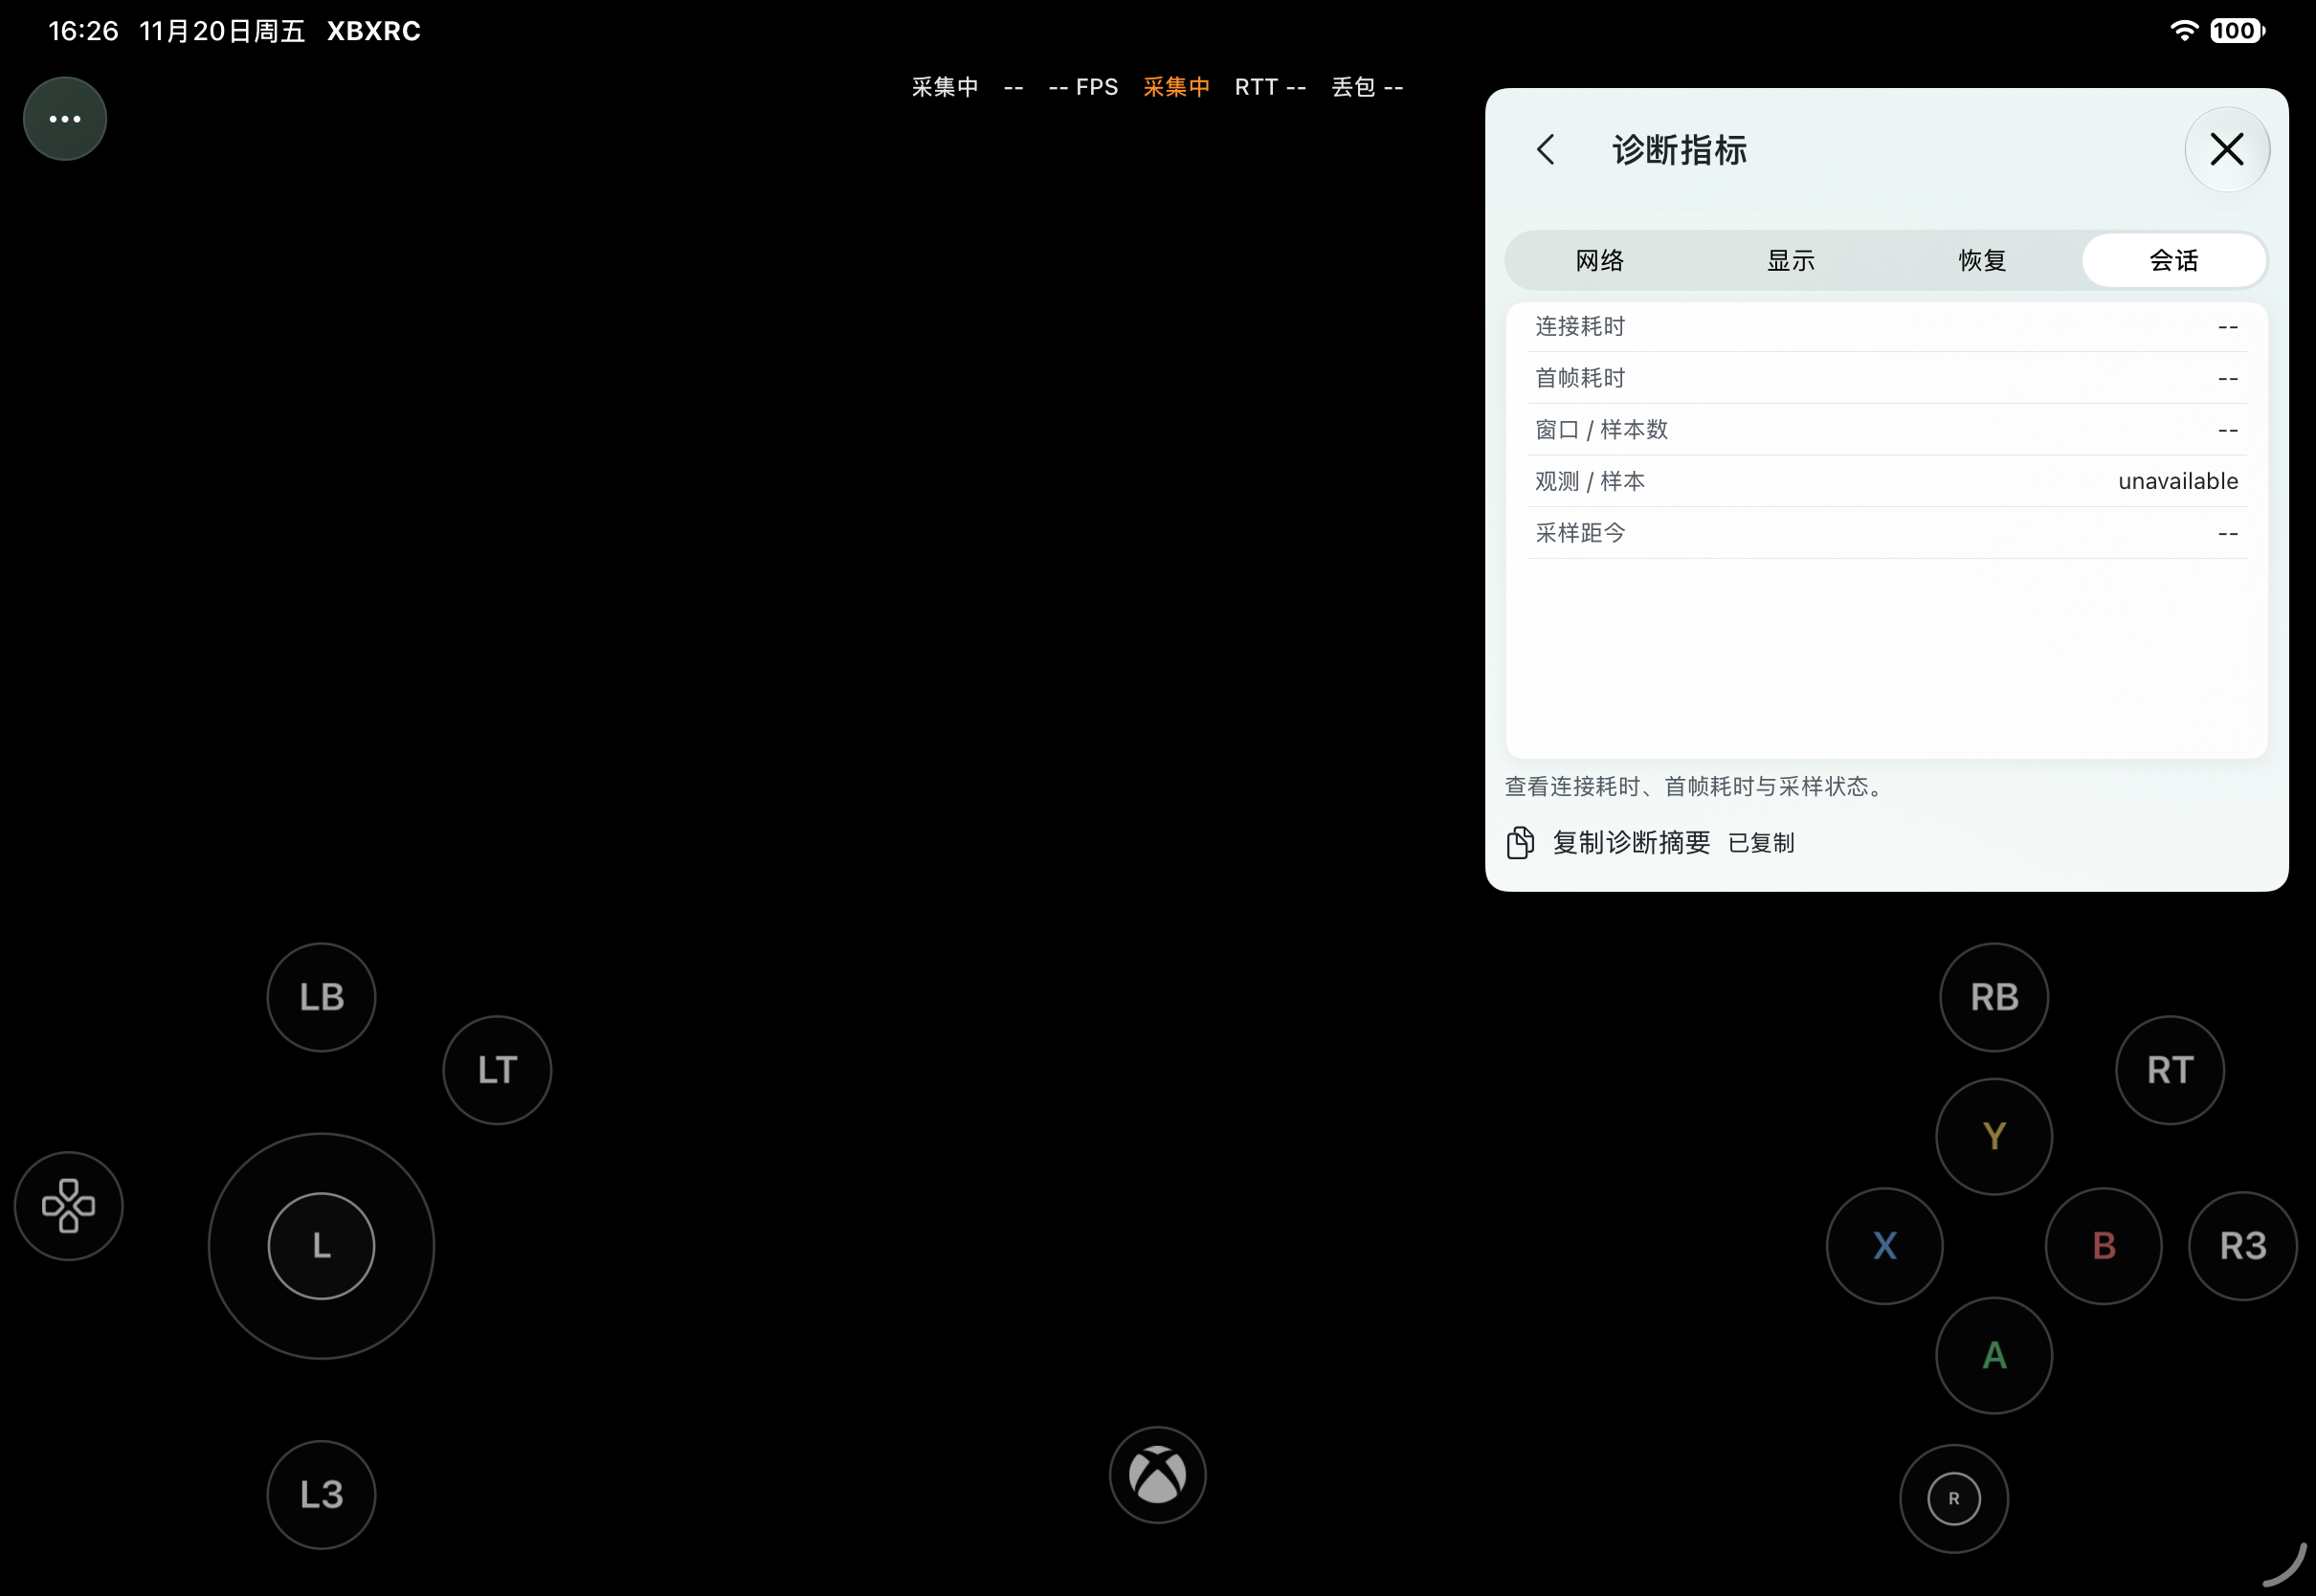 16:26 11月20日周五 XBXRC
100
采集中 -- -- FPS 采集中 RTT -- 丢包 --
诊断指标
网络 显示 恢复 会话
连接耗时 --
首帧耗时 --
窗口 / 样本数 --
观测 / 样本 unavailable
采样距今 --
查看连接耗时、首帧耗时与采样状态。
复制诊断摘要 已复制
LB
RB
LT
RT
Y
L
X
B
R3
A
L3
R